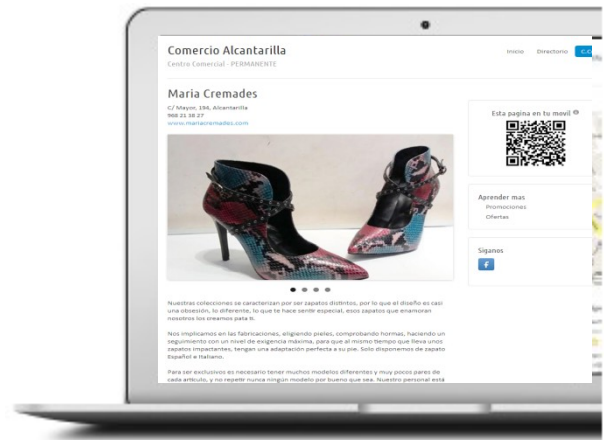 Comercio Alcantarilla
Centro Comercial - PERMANENTE
Inicio Directorio
Maria Cremades
C/ Mayor, 194, Alcantarilla
968 21 38 27
www.mariacremades.com
Esta pagina en tu movil
Aprender mas
Promociones
Ofertas
Siganos
Nuestras colecciones se caracterizan por ser zapatos distintos, por lo que el diseño es casi
una obsesión, lo diferente, lo que te hace sentir especial, esos zapatos que enamoran
nosotros los creamos pata ti.
Nos implicamos en las fabricaciones, eligiendo pieles, comprobando hormas, haciendo un
seguimiento con un nivel de exigencia máxima, para que al mismo tiempo que lleva unos
zapatos impactantes, tengan una adaptación perfecta a su pie. Solo disponemos de zapato
Español e Italiano.
Para ser exclusivos es necesario tener muchos modelos diferentes y muy pocos pares de
cada artículo, y no repetir nunca ningún modelo por bueno que sea. Nuestro personal está